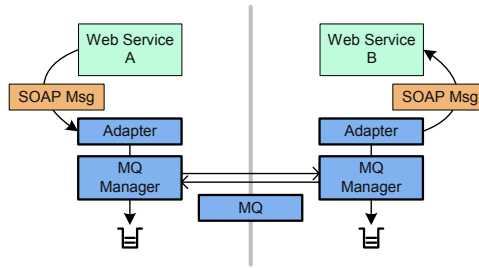 Web Service
A
SOAP Msg
Adapter
MQ
Manager
MQ
Web Service
B
SOAP Msg
Adapter
MQ
Manager